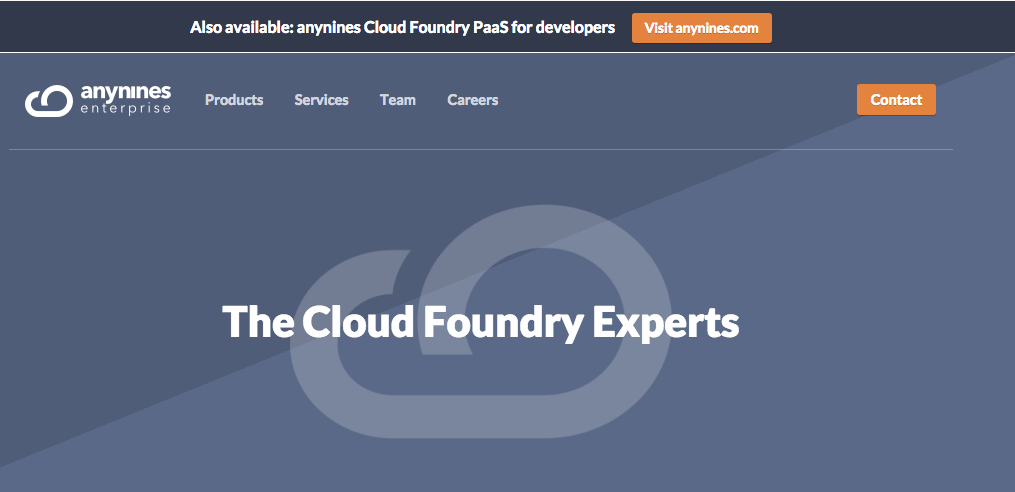 Also available: anynines Cloud Foundry PaaS for developers Visit anynines.com
anynines
enterprise
Products Services Team Careers Contact
The Cloud Foundry Experts